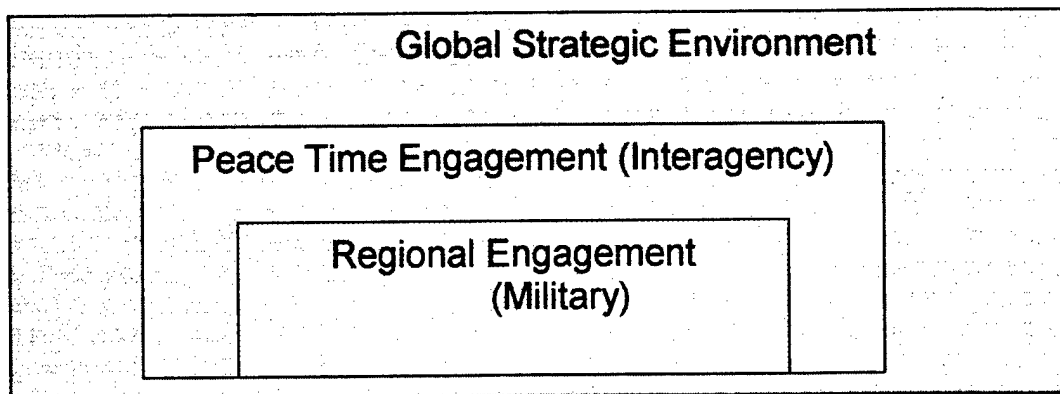 Global Strategic Environment
Peace Time Engagement (Interagency)
Regional Engagement
(Military)